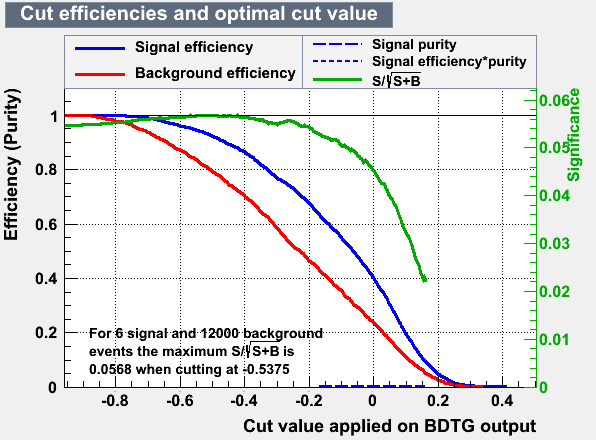 Cut efficiencies and optimal cut value
Signal efficiency
Background efficiency
Signal purity
Signal efficiency*purity
S/√S+B
Efficiency (Purity)
1
0.8
0.6
0.4
0.2
0
0.06
0.05
0.04
0.03
0.02
0.01
0
Significance
For 6 signal and 12000 background
events the maximum S/√S+B is
0.0568 when cutting at -0.5375
-0.8 -0.6 -0.4 -0.2 0 0.2 0.4
Cut value applied on BDTG output